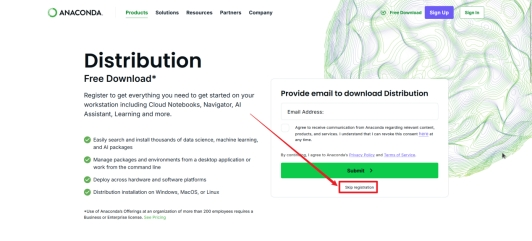 ANACONDA.
Products Solutions Resources Partners Company
Free Download Sign Up Sign In
Distribution
Free Download*
Register to get everything you need to get started on your
workstation including Cloud Notebooks, Navigator, AI
Assistant, Learning and more.
Easily search and install thousands of data science, machine learning,
and AI packages
Manage packages and environments from a desktop application or
work from the command line
Deploy across hardware and software platforms
Distribution installation on Windows, MacOS, or Linux
*Use of Anaconda's Offerings at an organization of more than 200 employees requires a
Business or Enterprise license. See Pricing
Provide email to download Distribution
Email Address:
Agree to receive communication from Anaconda regarding relevant content,
products, and services. I understand that I can revoke this consent here at
any time.
By continuing, I agree to Anaconda's Privacy Policy and Terms of Service.
Submit >
Skip registration